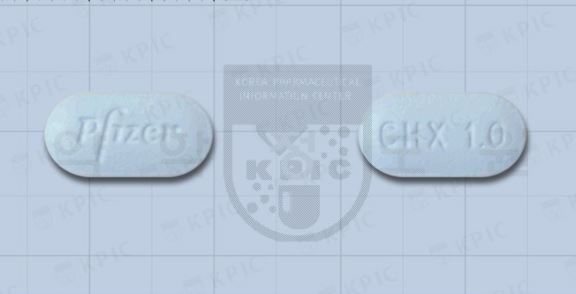 KOREA PHARMACEUTICAL
INFORMATION CENTER
Pfizer
CHX 1.0
KPIC